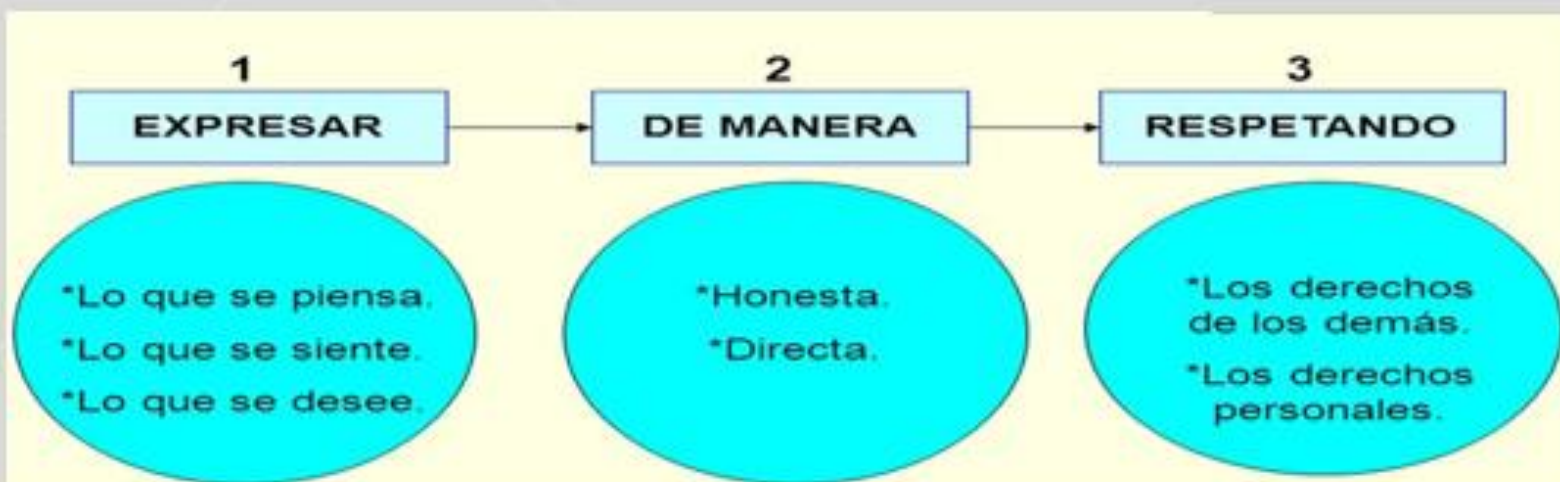 1
EXPRESAR
*Lo que se piensa.
*Lo que se siente.
*Lo que se desee.
2
DE MANERA
*Honesta.
*Directa.
3
RESPETANDO
*Los derechos
de los demás.
*Los derechos
personales.